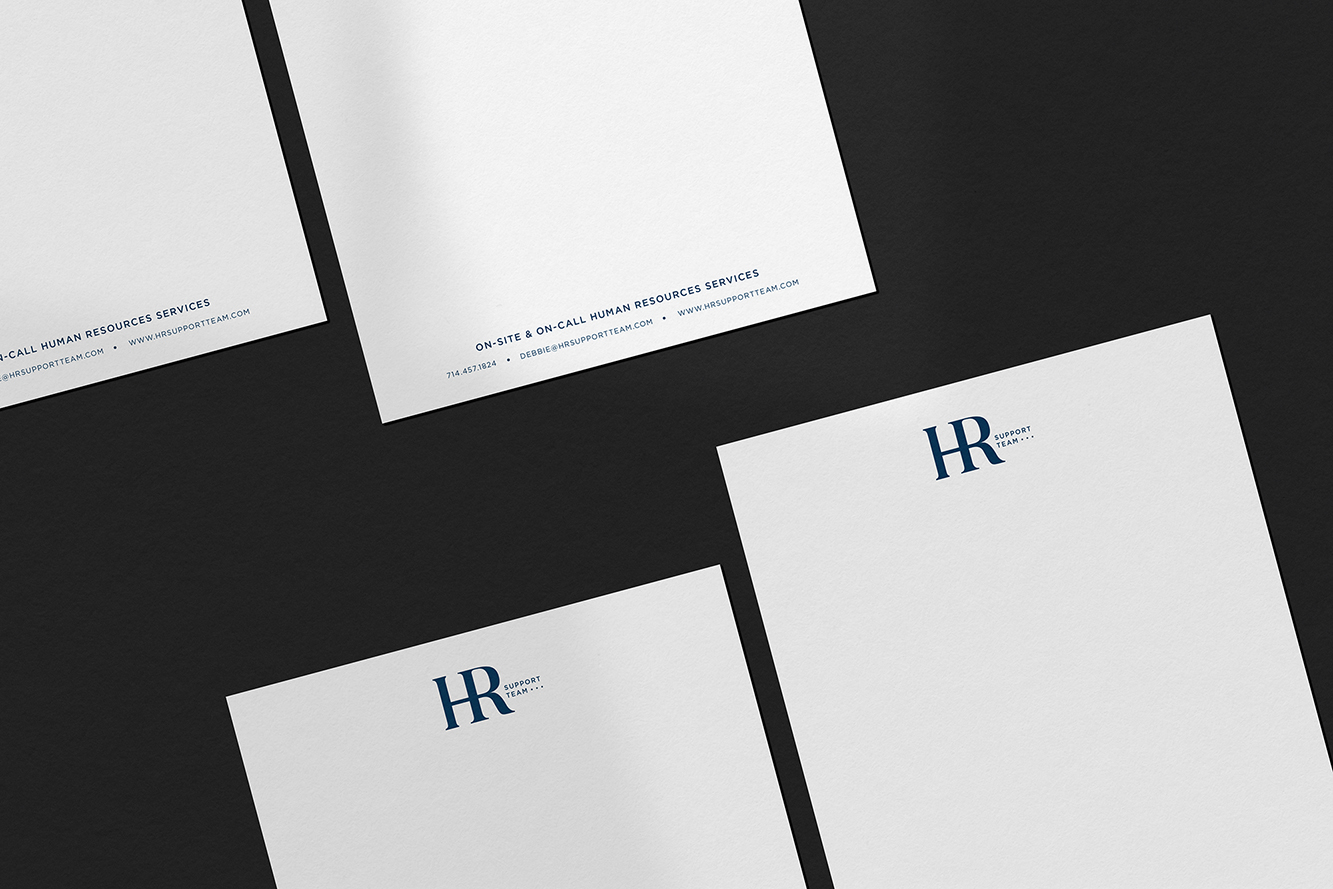 N-CALL HUMAN RESOURCES SERVICES
E@HRSUPPORTTEAM.COM • WWW.HRSUPPORTTEAM.COM
ON-SITE & ON-CALL HUMAN RESOURCES SERVICES
714.457.1824 • DEBBIE@HRSUPPORTTEAM.COM • WWW.HRSUPPORTTEAM.COM
HR SUPPORT
TEAM...
HR SUPPORT
TEAM...